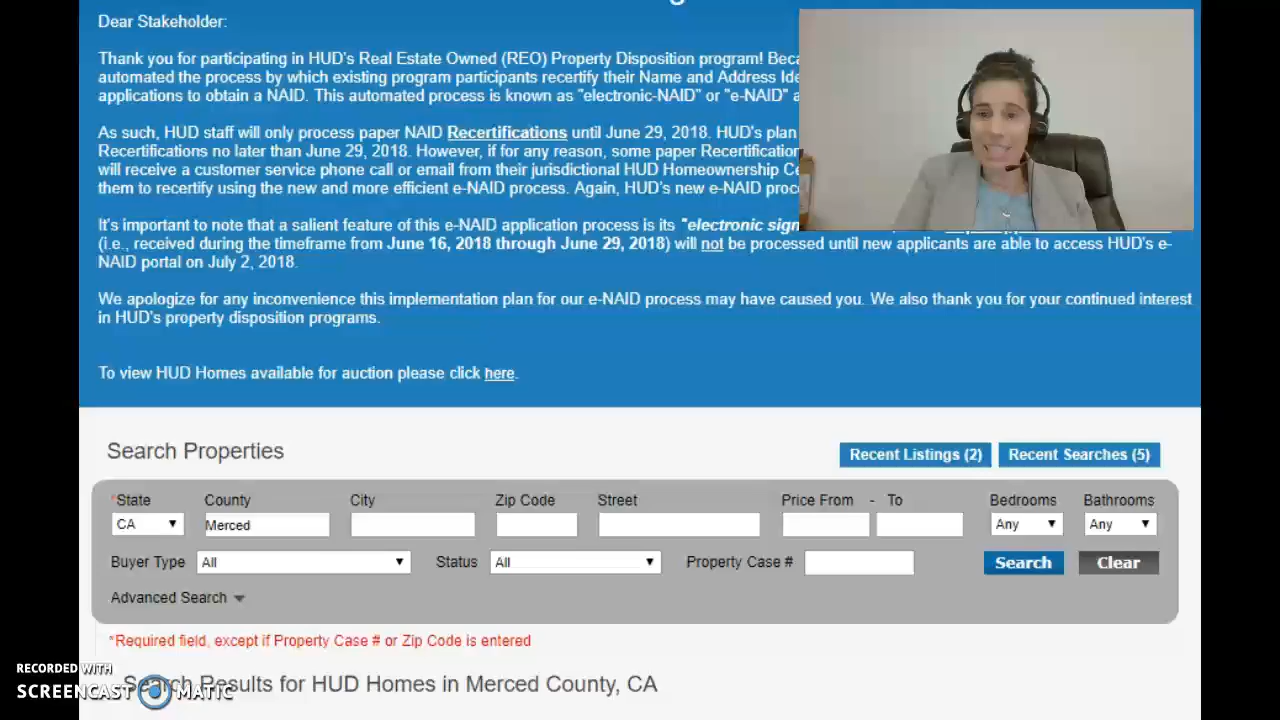 Dear Stakeholder:
Thank you for participating in HUD's Real Estate Owned (REO) Property Disposition program!
automated the process by which existing program participants recertify their Name and Address
applications to obtain a NAID. This automated process is known as "electronic-NAID" or "e-NAID"
As such, HUD staff will only process paper NAID Recertifications until June 29, 2018. HUD's plan
Recertifications no later than June 29, 2018. However, if for any reason, some paper
will receive a customer service phone call or email from their jurisdictional HUD Homeownership
them to recertify using the new and more efficient e-NAID process. Again, HUD's new e-NAID
It's important to note that a salient feature of this e-NAID application process is its "electronic
(i.e., received during the timeframe from June 16, 2018 through June 29, 2018) will not be processed until new applicants are able to access HUD's e-
NAID portal on July 2, 2018.
We apologize for any inconvenience this implementation plan for our e-NAID process may have caused you. We also thank you for your continued interest
in HUD's property disposition programs.
To view HUD Homes available for auction please click here.
Search Properties
Recent Listings (2) Recent Searches (5)
*State County City Zip Code Street Price From - To Bedrooms Bathrooms
CA Merced Any Any
Buyer Type All Status All Property Case # Search Clear
Advanced Search
*Required field, except if Property Case # or Zip Code is entered
Search Results for HUD Homes in Merced County, CA
RECORDED WITH
SCREENCAST MATIC